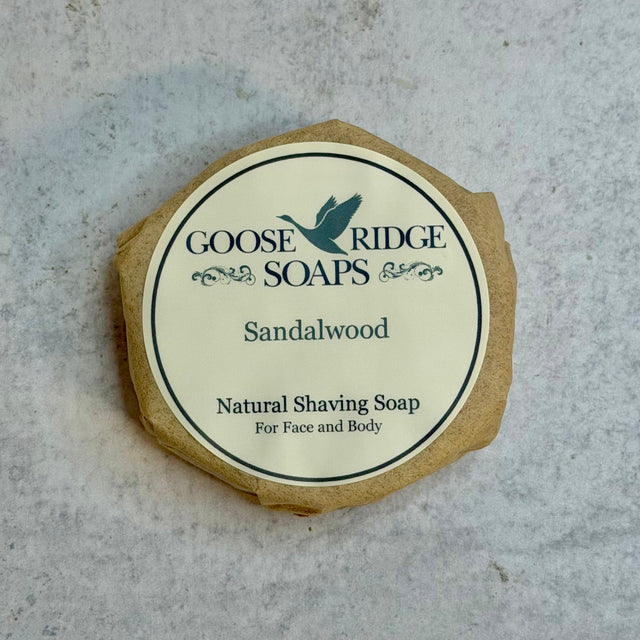 GOOSE RIDGE
SOAPS
Sandalwood
Natural Shaving Soap
For Face and Body